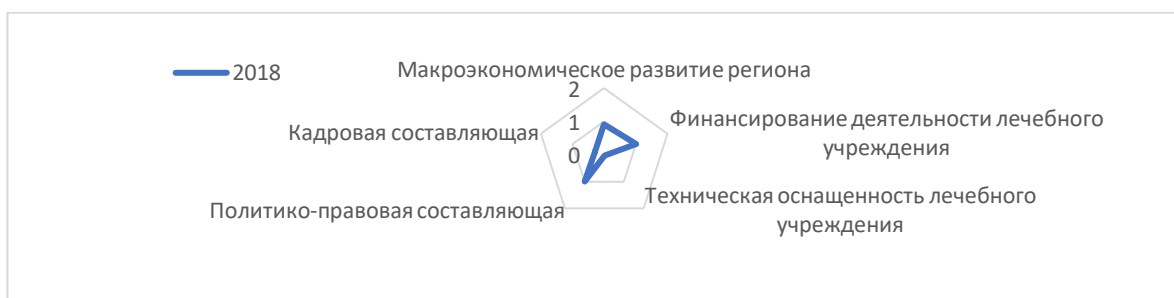 2018
Макроэкономическое развитие региона
2
1
0
Финансирование деятельности лечебного
учреждения
Техническая оснащенность лечебного
учреждения
Политико-правовая составляющая
Кадровая составляющая